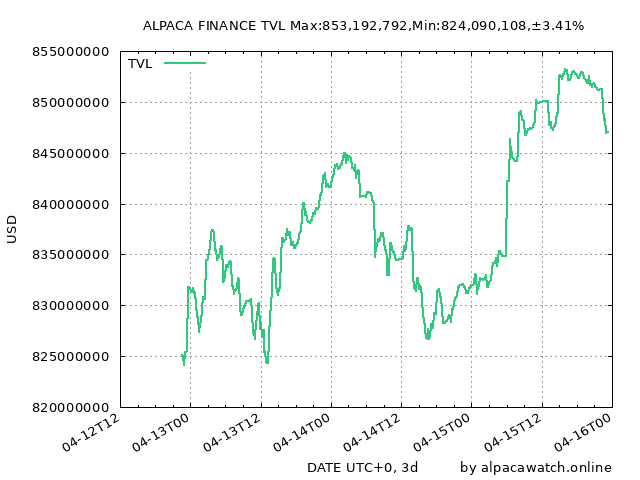 ALPACA FINANCE TVL Max:853,192,792,Min:824,090,108,±3.41%
TVL
855000000
850000000
845000000
840000000
835000000
830000000
825000000
820000000
USD
04-12T12
04-13T00
04-13T12
04-14T00
04-14T12
04-15T00
04-15T12
04-16T00
DATE UTC+0, 3d
by alpacawatch.online